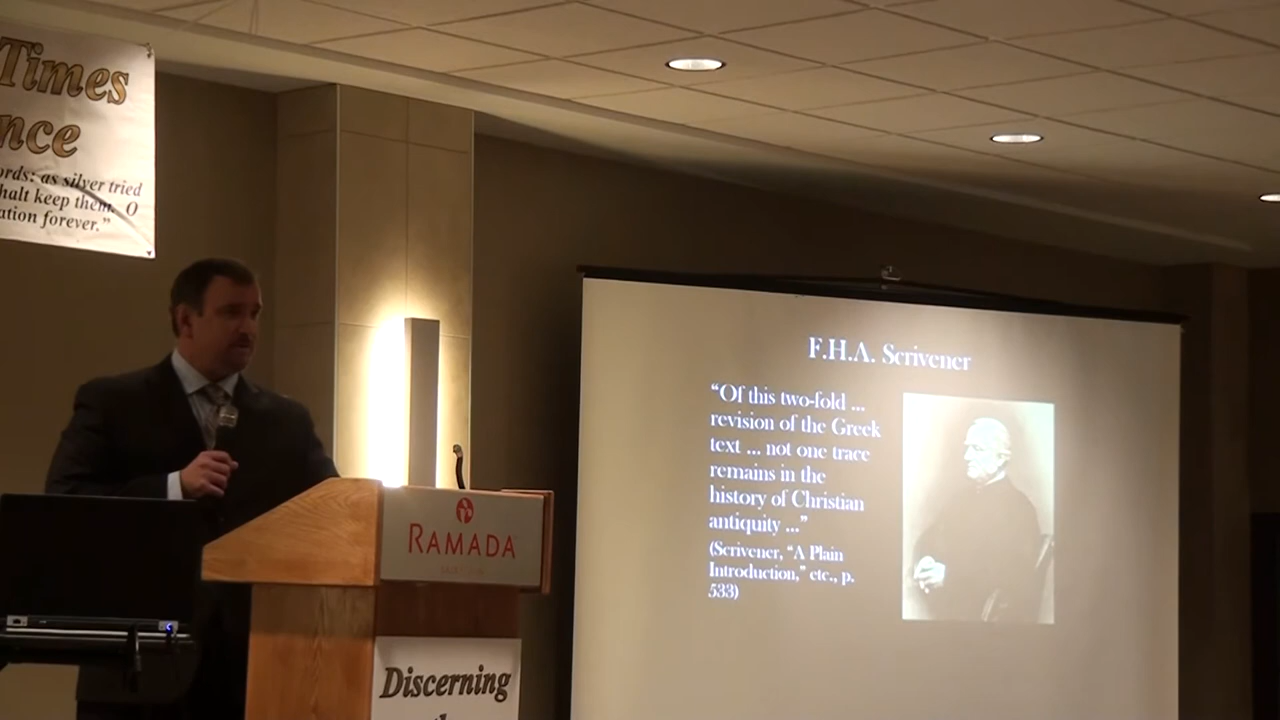 Times
nce
ords: as silver tried
halt keep them, O
ation forever."
F.H.A. Scrivener
“Of this two-fold ...
revision of the Greek
text ... not one trace
remains in the
history of Christian
antiquity ...”
(Scrivener, “A Plain
Introduction,” etc., p.
533)
RAMADA
Discerning